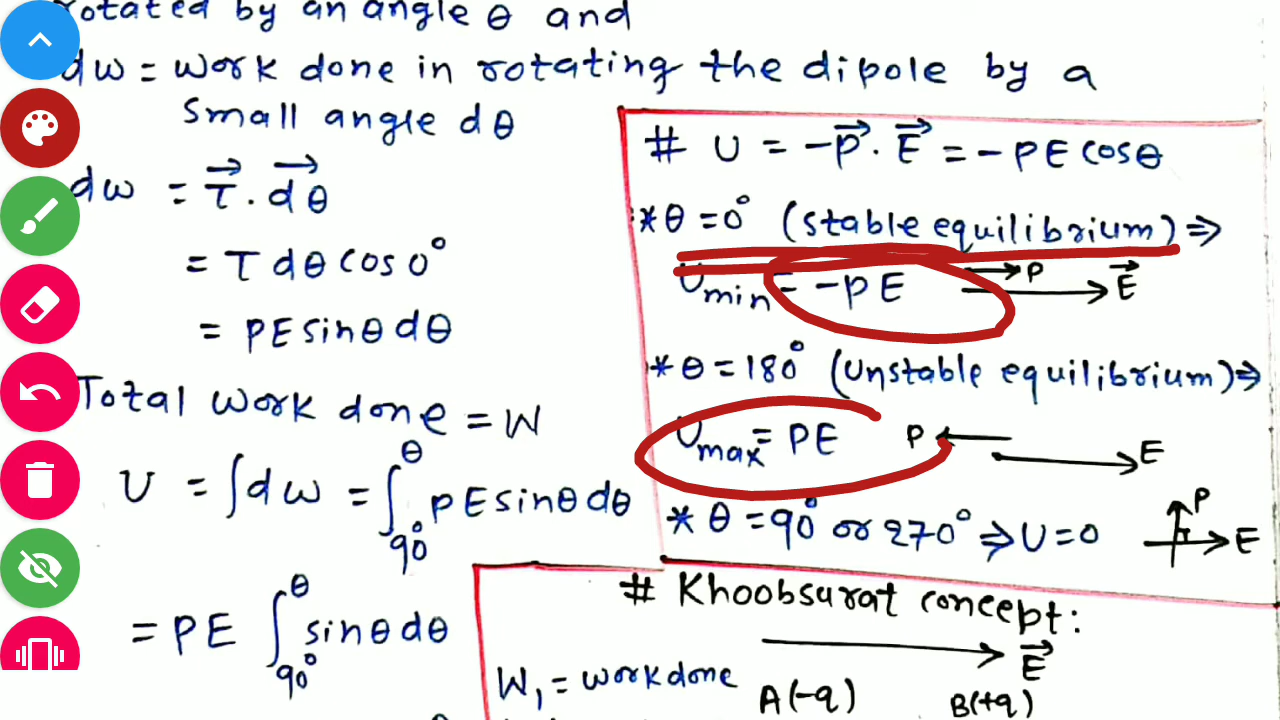 rotated by an angle θ and
dw = work done in rotating the dipole by a
small angle dθ
dw = τ⃗ . d⃗θ
= τ dθ cos 0°
= PE sinθ dθ
Total work done = W
U = ∫dw = ∫₉₀°^θ PE sinθ dθ
= PE ∫₉₀°^θ sinθ dθ
# U = -P⃗ . E⃗ = - PE cosθ
* θ = 0° (stable equilibrium) ⇒
Umin = -PE P E⃗
* θ = 180° (Unstable equilibrium) ⇒
Umax = PE P E
* θ = 90° or 270° ⇒ U = 0 P E
# Khoobsurat concept:
E⃗
W₁ = work done A(-q) B(+q)